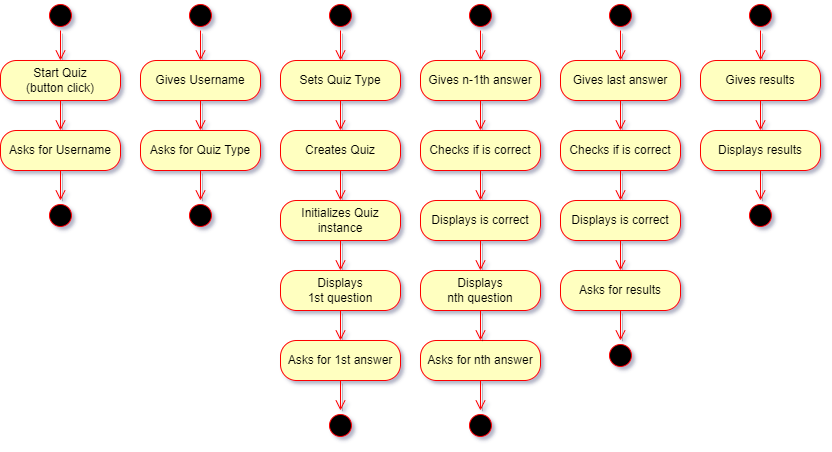 Start Quiz
(button click)
Asks for Username
Gives Username
Asks for Quiz Type
Sets Quiz Type
Creates Quiz
Initializes Quiz
instance
Displays
1st question
Asks for 1st answer
Gives n-1th answer
Checks if is correct
Displays is correct
Displays
nth question
Asks for nth answer
Gives last answer
Checks if is correct
Displays is correct
Asks for results
Gives results
Displays results